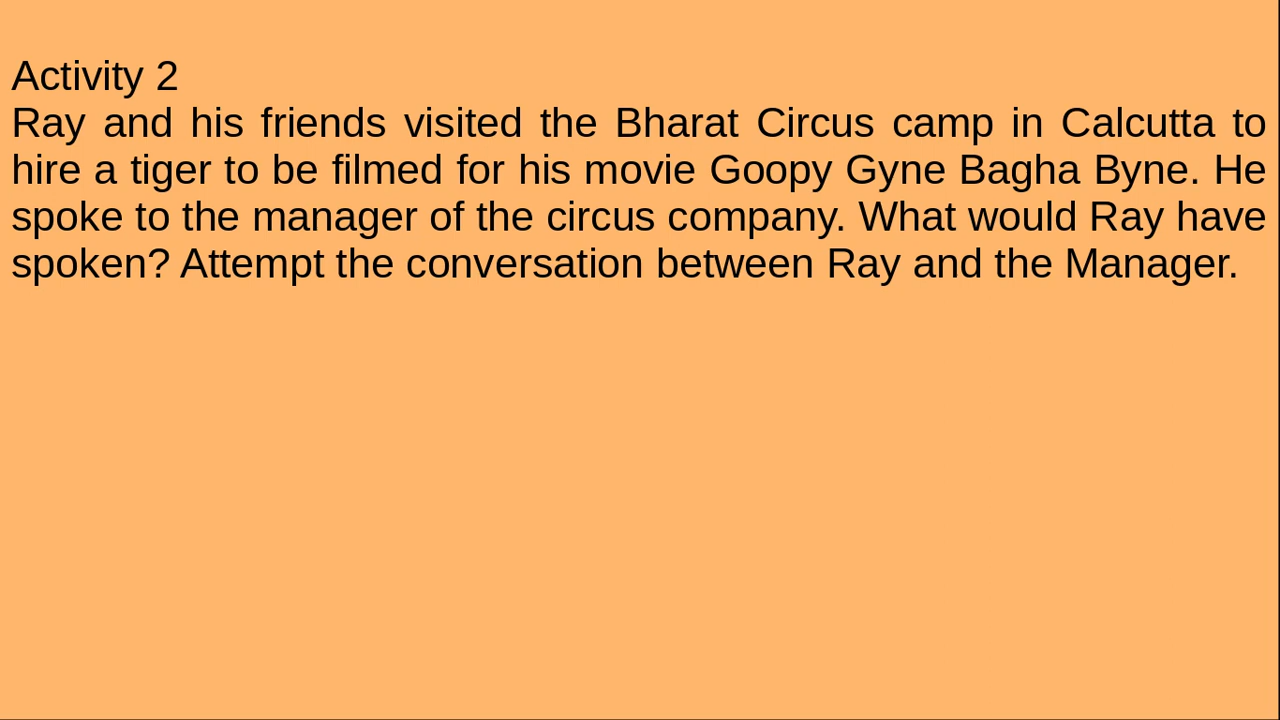 Activity 2
Ray and his friends visited the Bharat Circus camp in Calcutta to
hire a tiger to be filmed for his movie Goopy Gyne Bagha Byne. He
spoke to the manager of the circus company. What would Ray have
spoken? Attempt the conversation between Ray and the Manager.